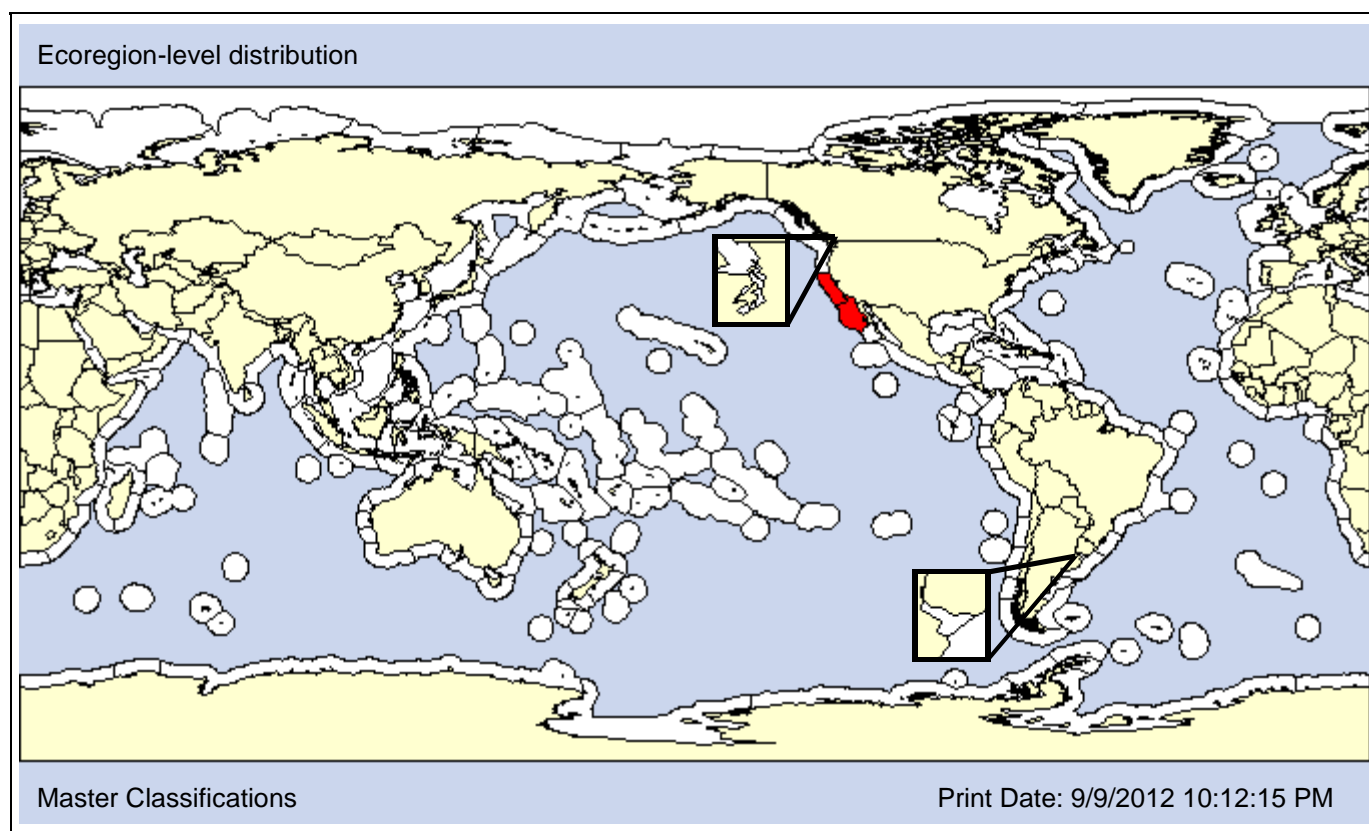 Ecoregion-level distribution
Master Classifications
Print Date: 9/9/2012 10:12:15 PM